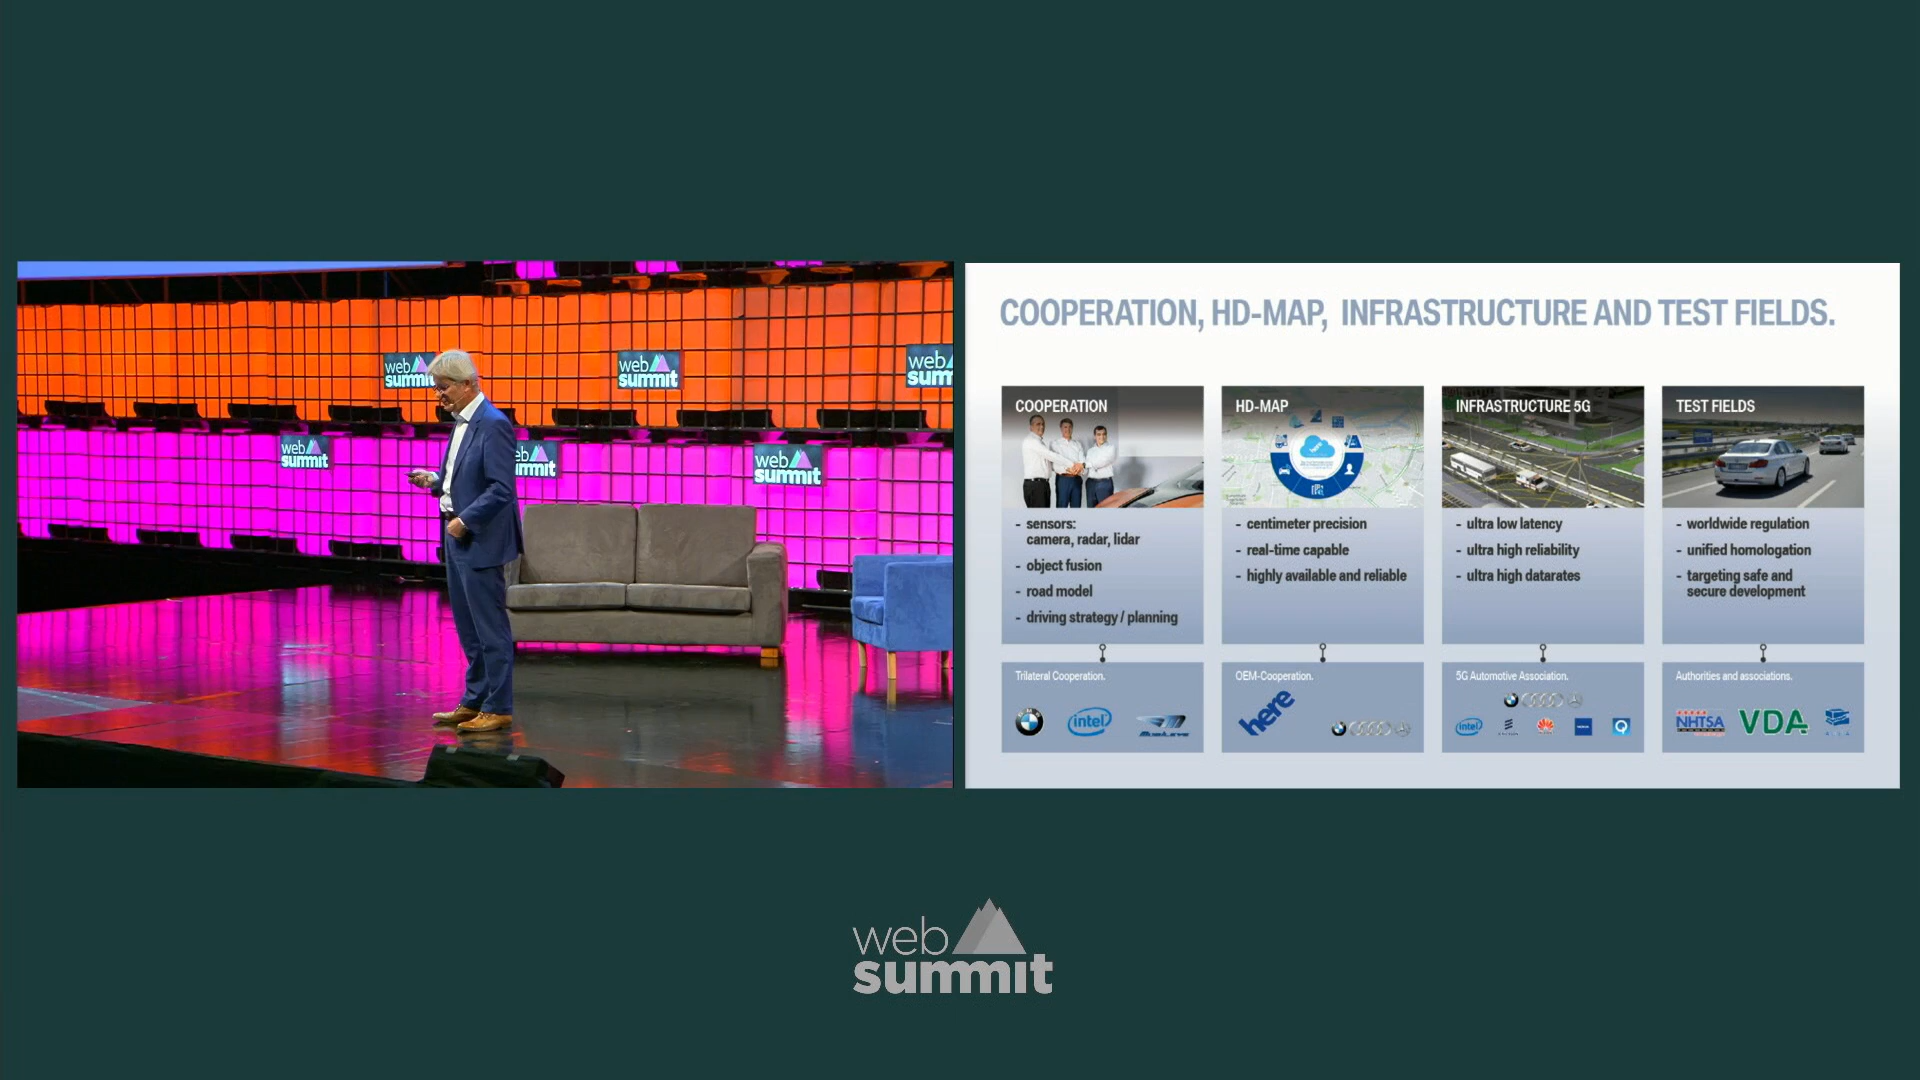 web
summit
web
summit
web
summ
web
summit
eb
mmit
web
summit
COOPERATION, HD-MAP, INFRASTRUCTURE AND TEST FIELDS.
COOPERATION
- sensors:
camera, radar, lidar
- object fusion
- road model
- driving strategy / planning
Trilateral Cooperation.
intel
HD-MAP
- centimeter precision
- real-time capable
- highly available and reliable
OEM-Cooperation.
here
INFRASTRUCTURE 5G
- ultra low latency
- ultra high reliability
- ultra high datarates
5G Automotive Association.
intel
TEST FIELDS
- worldwide regulation
- unified homologation
- targeting safe and
secure development
Authorities and associations.
NHTSA
VDA
web
summit